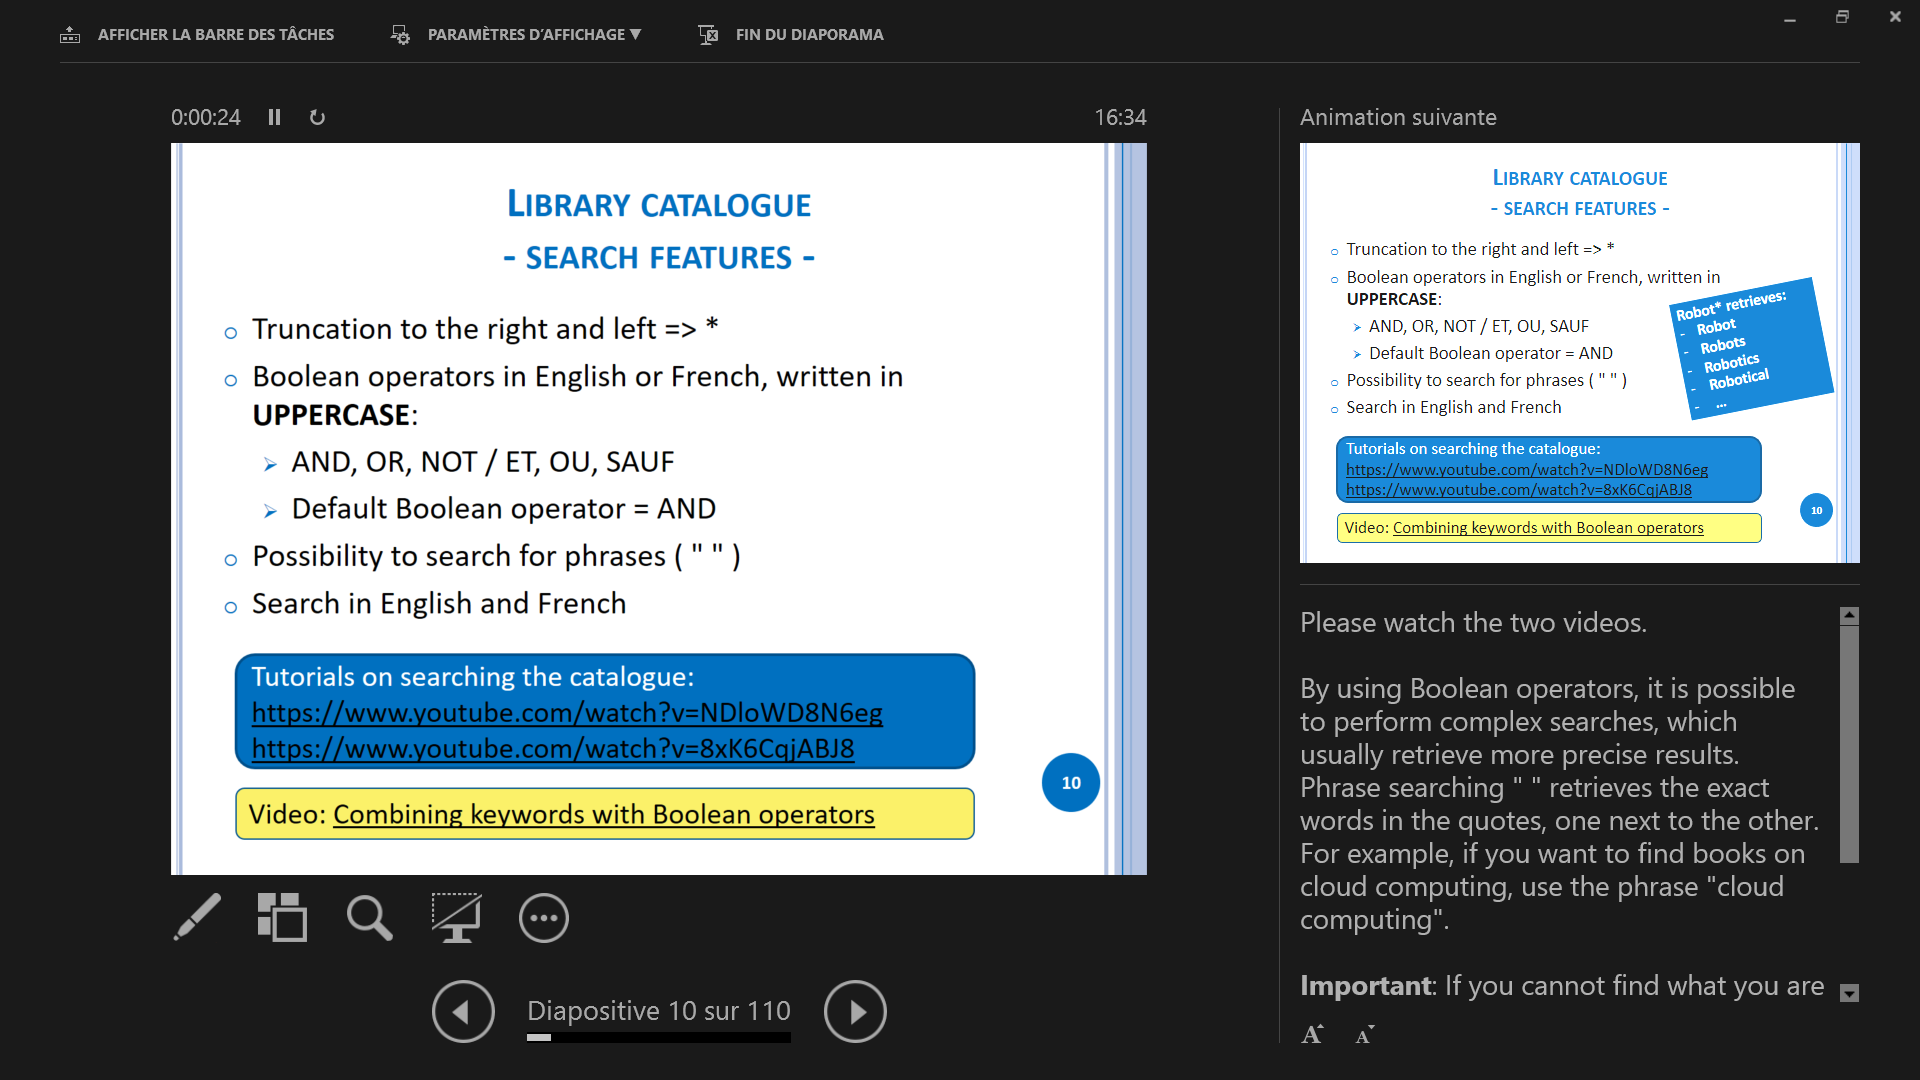 AFFICHER LA BARRE DES TÂCHES
PARAMÈTRES D'AFFICHAGE ▼
FIN DU DIAPORAMA
0:00:24
16:34
LIBRARY CATALOGUE
- SEARCH FEATURES -
Truncation to the right and left => *
Boolean operators in English or French, written in
UPPERCASE:
AND, OR, NOT / ET, OU, SAUF
Default Boolean operator = AND
Possibility to search for phrases ( " " )
Search in English and French
Tutorials on searching the catalogue:
https://www.youtube.com/watch?v=NDloWD8N6eg
https://www.youtube.com/watch?v=8xK6CqjABJ8
10
Video: Combining keywords with Boolean operators
Diapositive 10 sur 110
Animation suivante
LIBRARY CATALOGUE
- SEARCH FEATURES -
Truncation to the right and left => *
Boolean operators in English or French, written in
UPPERCASE:
AND, OR, NOT / ET, OU, SAUF
Default Boolean operator = AND
Possibility to search for phrases ( " " )
Search in English and French
Robot* retrieves:
- Robot
- Robots
- Robotics
- Robotical
- ...
Tutorials on searching the catalogue:
https://www.youtube.com/watch?v=NDloWD8N6eg
https://www.youtube.com/watch?v=8xK6CqjABJ8
10
Video: Combining keywords with Boolean operators
Please watch the two videos.
By using Boolean operators, it is possible
to perform complex searches, which
usually retrieve more precise results.
Phrase searching " " retrieves the exact
words in the quotes, one next to the other.
For example, if you want to find books on
cloud computing, use the phrase "cloud
computing".
Important: If you cannot find what you are
A A